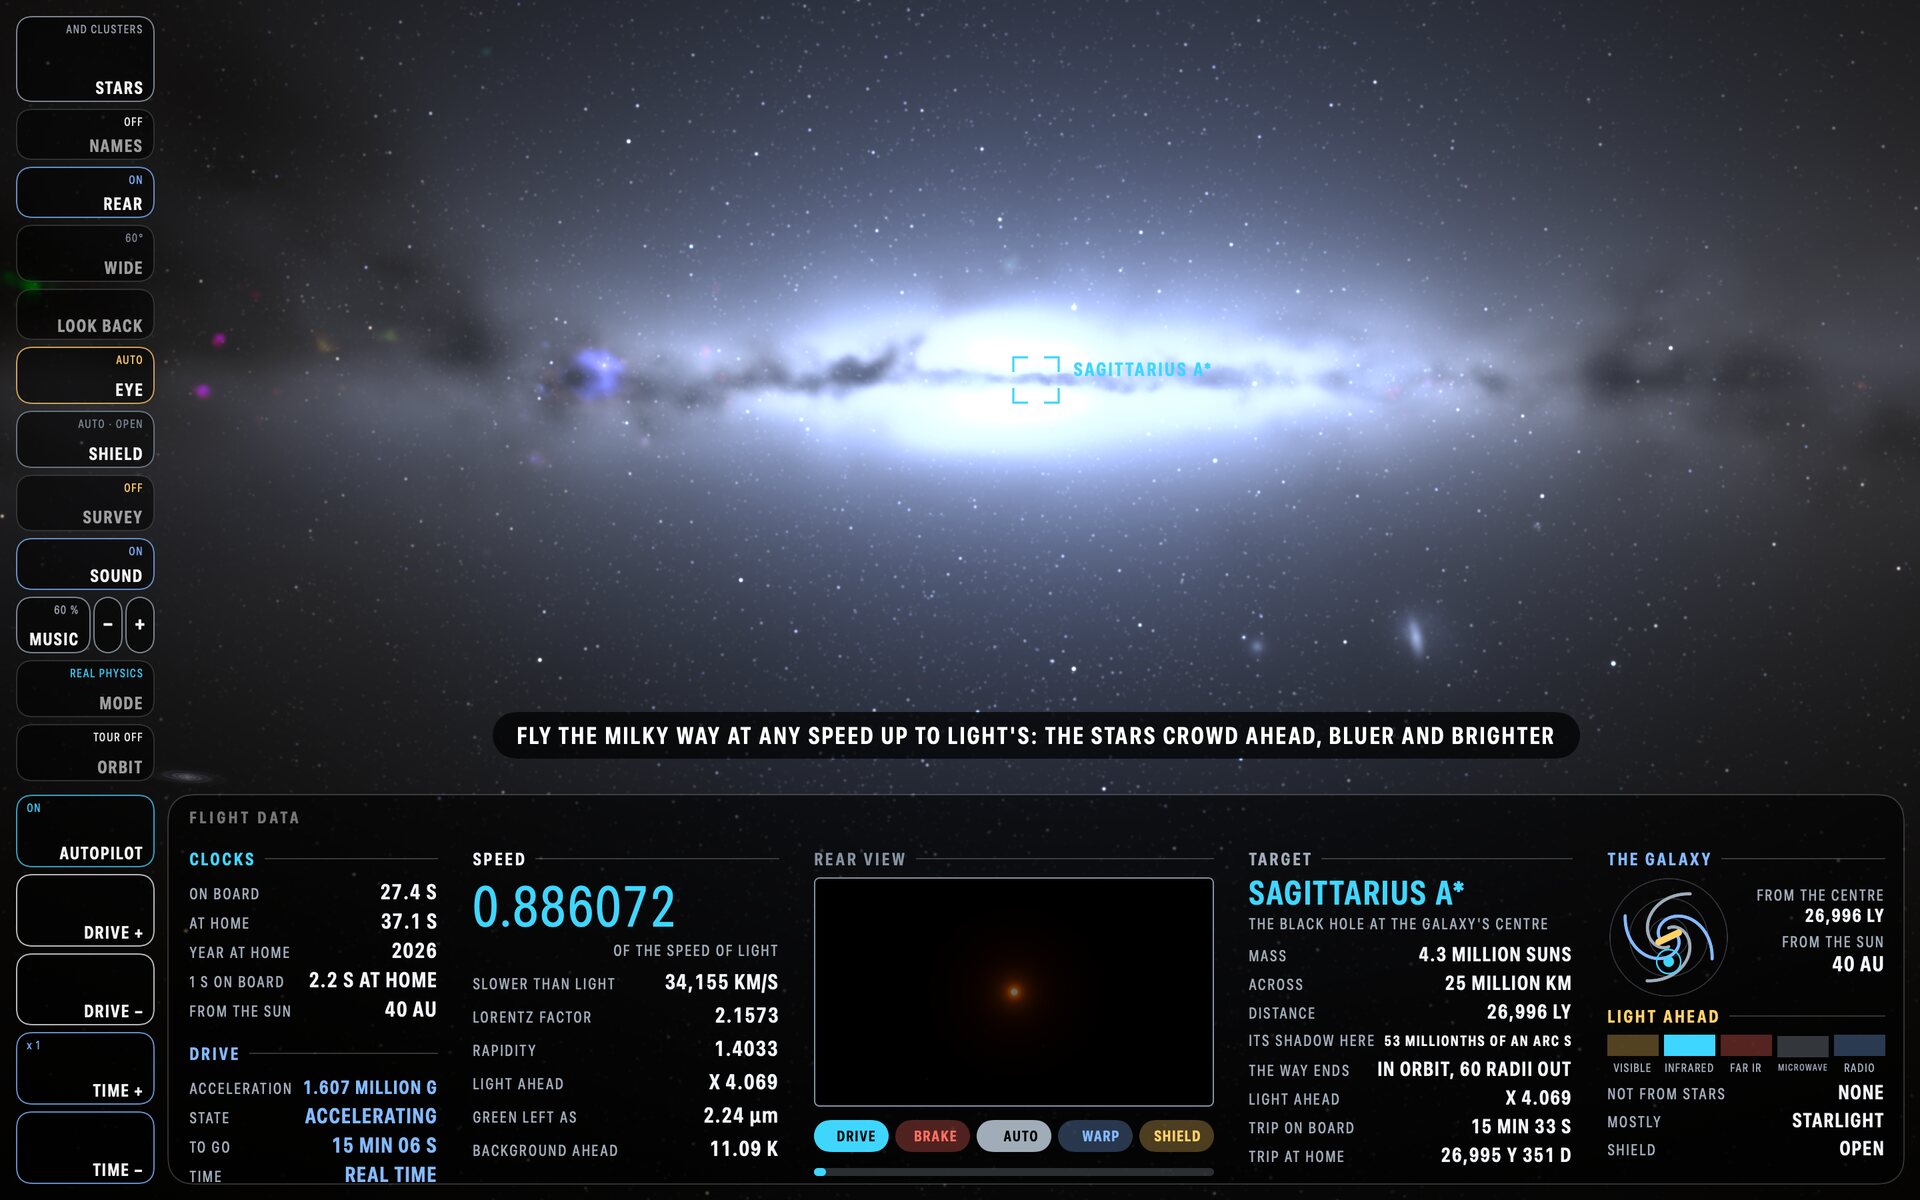 AND CLUSTERS
STARS
OFF
NAMES
ON
REAR
60°
WIDE
LOOK BACK
AUTO
EYE
AUTO · OPEN
SHIELD
OFF
SURVEY
ON
SOUND
60 %
MUSIC
−
+
REAL PHYSICS
MODE
TOUR OFF
ORBIT
ON
AUTOPILOT
DRIVE +
DRIVE −
x 1
TIME +
TIME −
SAGITTARIUS A*
FLY THE MILKY WAY AT ANY SPEED UP TO LIGHT'S: THE STARS CROWD AHEAD, BLUER AND BRIGHTER
FLIGHT DATA
CLOCKS
ON BOARD 27.4 S
AT HOME 37.1 S
YEAR AT HOME 2026
1 S ON BOARD 2.2 S AT HOME
FROM THE SUN 40 AU
DRIVE
ACCELERATION 1.607 MILLION G
STATE ACCELERATING
TO GO 15 MIN 06 S
TIME REAL TIME
SPEED
0.886072
OF THE SPEED OF LIGHT
SLOWER THAN LIGHT 34,155 KM/S
LORENTZ FACTOR 2.1573
RAPIDITY 1.4033
LIGHT AHEAD X 4.069
GREEN LEFT AS 2.24 µm
BACKGROUND AHEAD 11.09 K
REAR VIEW
DRIVE BRAKE AUTO WARP SHIELD
TARGET
SAGITTARIUS A*
THE BLACK HOLE AT THE GALAXY'S CENTRE
MASS 4.3 MILLION SUNS
ACROSS 25 MILLION KM
DISTANCE 26,996 LY
ITS SHADOW HERE 53 MILLIONTHS OF AN ARC S
THE WAY ENDS IN ORBIT, 60 RADII OUT
LIGHT AHEAD X 4.069
TRIP ON BOARD 15 MIN 33 S
TRIP AT HOME 26,995 Y 351 D
THE GALAXY
FROM THE CENTRE
26,996 LY
FROM THE SUN
40 AU
LIGHT AHEAD
VISIBLE INFRARED FAR IR MICROWAVE RADIO
NOT FROM STARS NONE
MOSTLY STARLIGHT
SHIELD OPEN